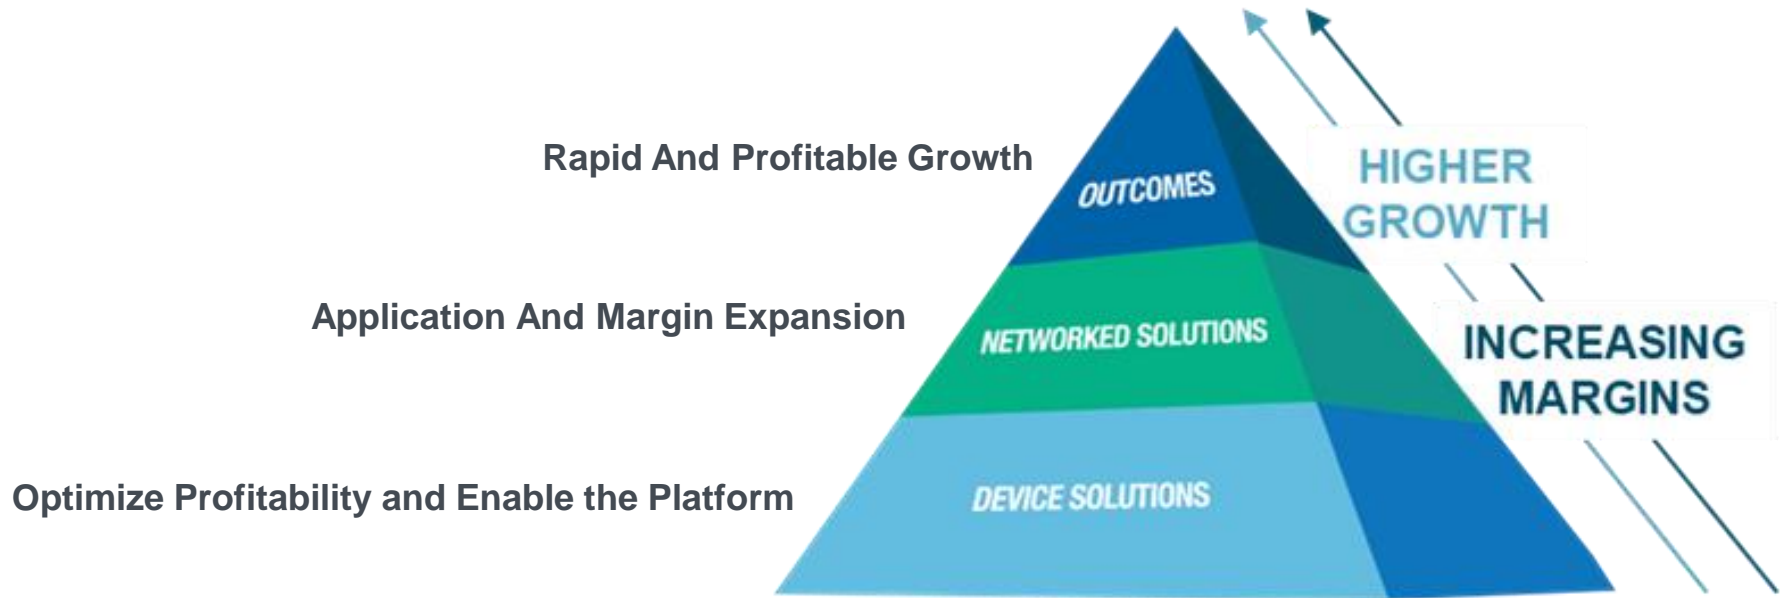 Rapid And Profitable Growth
OUTCOMES
HIGHER
GROWTH
Application And Margin Expansion
NETWORKED SOLUTIONS
INCREASING
MARGINS
Optimize Profitability and Enable the Platform
DEVICE SOLUTIONS